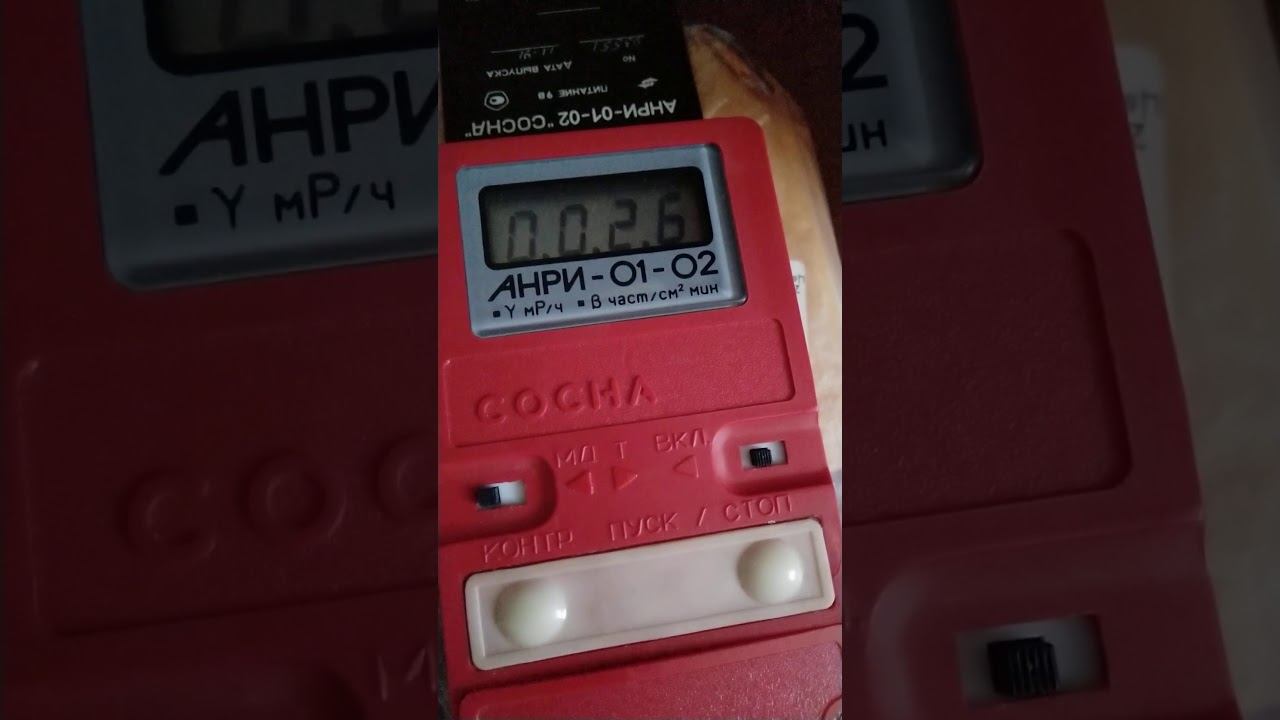 АНРИ-01-02 "СОСНА"
ПИТАНИЕ 9В
ДАТА ВЫПУСКА
№
0.0.2.6
АНРИ-01-02
γ мР/ч β част/см² мин
СОСНА
МД Т ВКЛ.
КОНТР ПУСК / СТОП